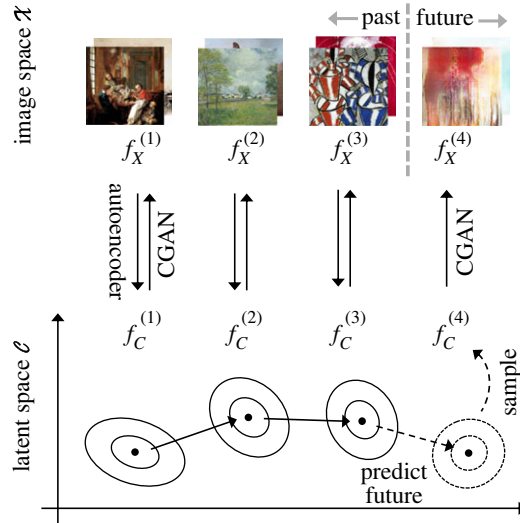 past future
image space 𝒳
f_X^(1) f_X^(2) f_X^(3) f_X^(4)
autoencoder
CGAN
CGAN
f_C^(1) f_C^(2) f_C^(3) f_C^(4)
latent space 𝒞
sample
predict
future